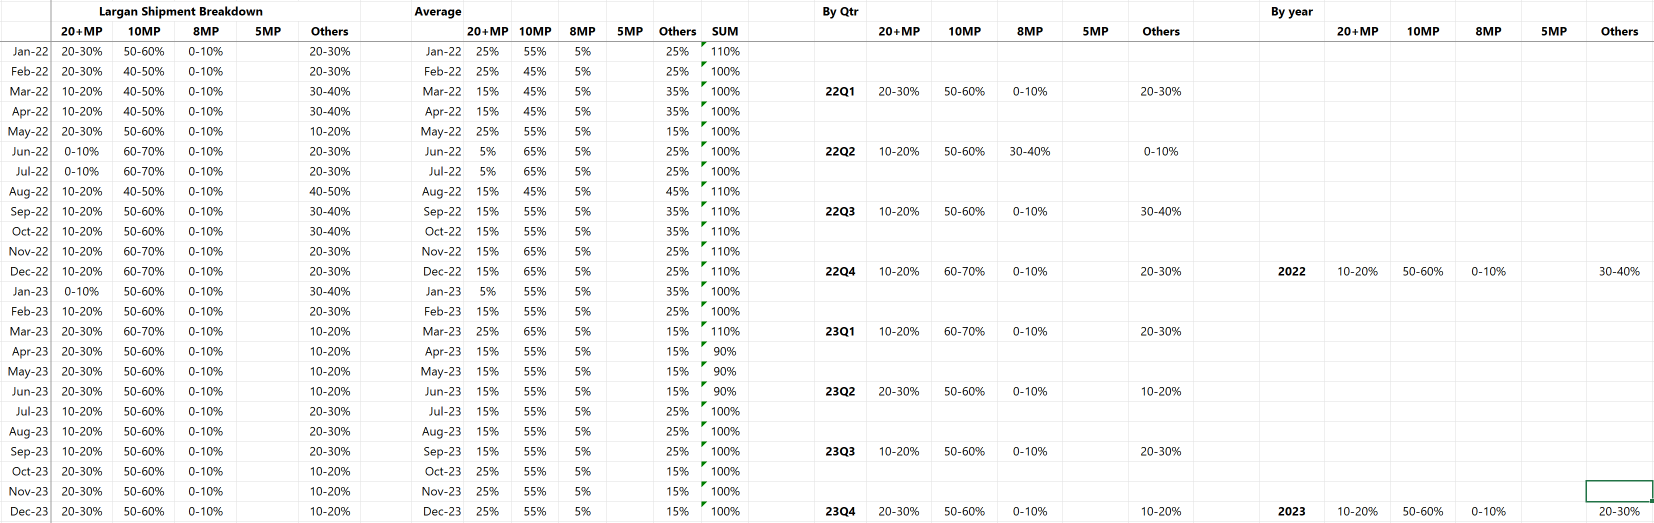 Largan Shipment Breakdown Average By Qtr By year
20+MP 10MP 8MP 5MP Others 20+MP 10MP 8MP 5MP Others SUM 20+MP 10MP 8MP 5MP Others 20+MP 10MP 8MP 5MP Others
Jan-22 20-30% 50-60% 0-10% 20-30% Jan-22 25% 55% 5% 25% 110%
Feb-22 20-30% 40-50% 0-10% 20-30% Feb-22 25% 45% 5% 25% 100%
Mar-22 10-20% 40-50% 0-10% 30-40% Mar-22 15% 45% 5% 35% 100% 22Q1 20-30% 50-60% 0-10% 20-30%
Apr-22 10-20% 40-50% 0-10% 30-40% Apr-22 15% 45% 5% 35% 100%
May-22 20-30% 50-60% 0-10% 10-20% May-22 25% 55% 5% 15% 100%
Jun-22 0-10% 60-70% 0-10% 20-30% Jun-22 5% 65% 5% 25% 100% 22Q2 10-20% 50-60% 30-40% 0-10%
Jul-22 0-10% 60-70% 0-10% 20-30% Jul-22 5% 65% 5% 25% 100%
Aug-22 10-20% 40-50% 0-10% 40-50% Aug-22 15% 45% 5% 45% 110%
Sep-22 10-20% 50-60% 0-10% 30-40% Sep-22 15% 55% 5% 35% 110% 22Q3 10-20% 50-60% 0-10% 30-40%
Oct-22 10-20% 50-60% 0-10% 30-40% Oct-22 15% 55% 5% 35% 110%
Nov-22 10-20% 60-70% 0-10% 20-30% Nov-22 15% 65% 5% 25% 110%
Dec-22 10-20% 60-70% 0-10% 20-30% Dec-22 15% 65% 5% 25% 110% 22Q4 10-20% 60-70% 0-10% 20-30% 2022 10-20% 50-60% 0-10% 30-40%
Jan-23 0-10% 50-60% 0-10% 30-40% Jan-23 5% 55% 5% 35% 100%
Feb-23 10-20% 50-60% 0-10% 20-30% Feb-23 15% 55% 5% 25% 100%
Mar-23 20-30% 60-70% 0-10% 10-20% Mar-23 25% 65% 5% 15% 110% 23Q1 10-20% 60-70% 0-10% 20-30%
Apr-23 20-30% 50-60% 0-10% 10-20% Apr-23 15% 55% 5% 15% 90%
May-23 20-30% 50-60% 0-10% 10-20% May-23 15% 55% 5% 15% 90%
Jun-23 20-30% 50-60% 0-10% 10-20% Jun-23 15% 55% 5% 15% 90% 23Q2 20-30% 50-60% 0-10% 10-20%
Jul-23 10-20% 50-60% 0-10% 20-30% Jul-23 15% 55% 5% 25% 100%
Aug-23 10-20% 50-60% 0-10% 20-30% Aug-23 15% 55% 5% 25% 100%
Sep-23 10-20% 50-60% 0-10% 20-30% Sep-23 15% 55% 5% 25% 100% 23Q3 10-20% 50-60% 0-10% 20-30%
Oct-23 20-30% 50-60% 0-10% 10-20% Oct-23 25% 55% 5% 15% 100%
Nov-23 20-30% 50-60% 0-10% 10-20% Nov-23 25% 55% 5% 15% 100%
Dec-23 20-30% 50-60% 0-10% 10-20% Dec-23 25% 55% 5% 15% 100% 23Q4 20-30% 50-60% 0-10% 10-20% 2023 10-20% 50-60% 0-10% 20-30%